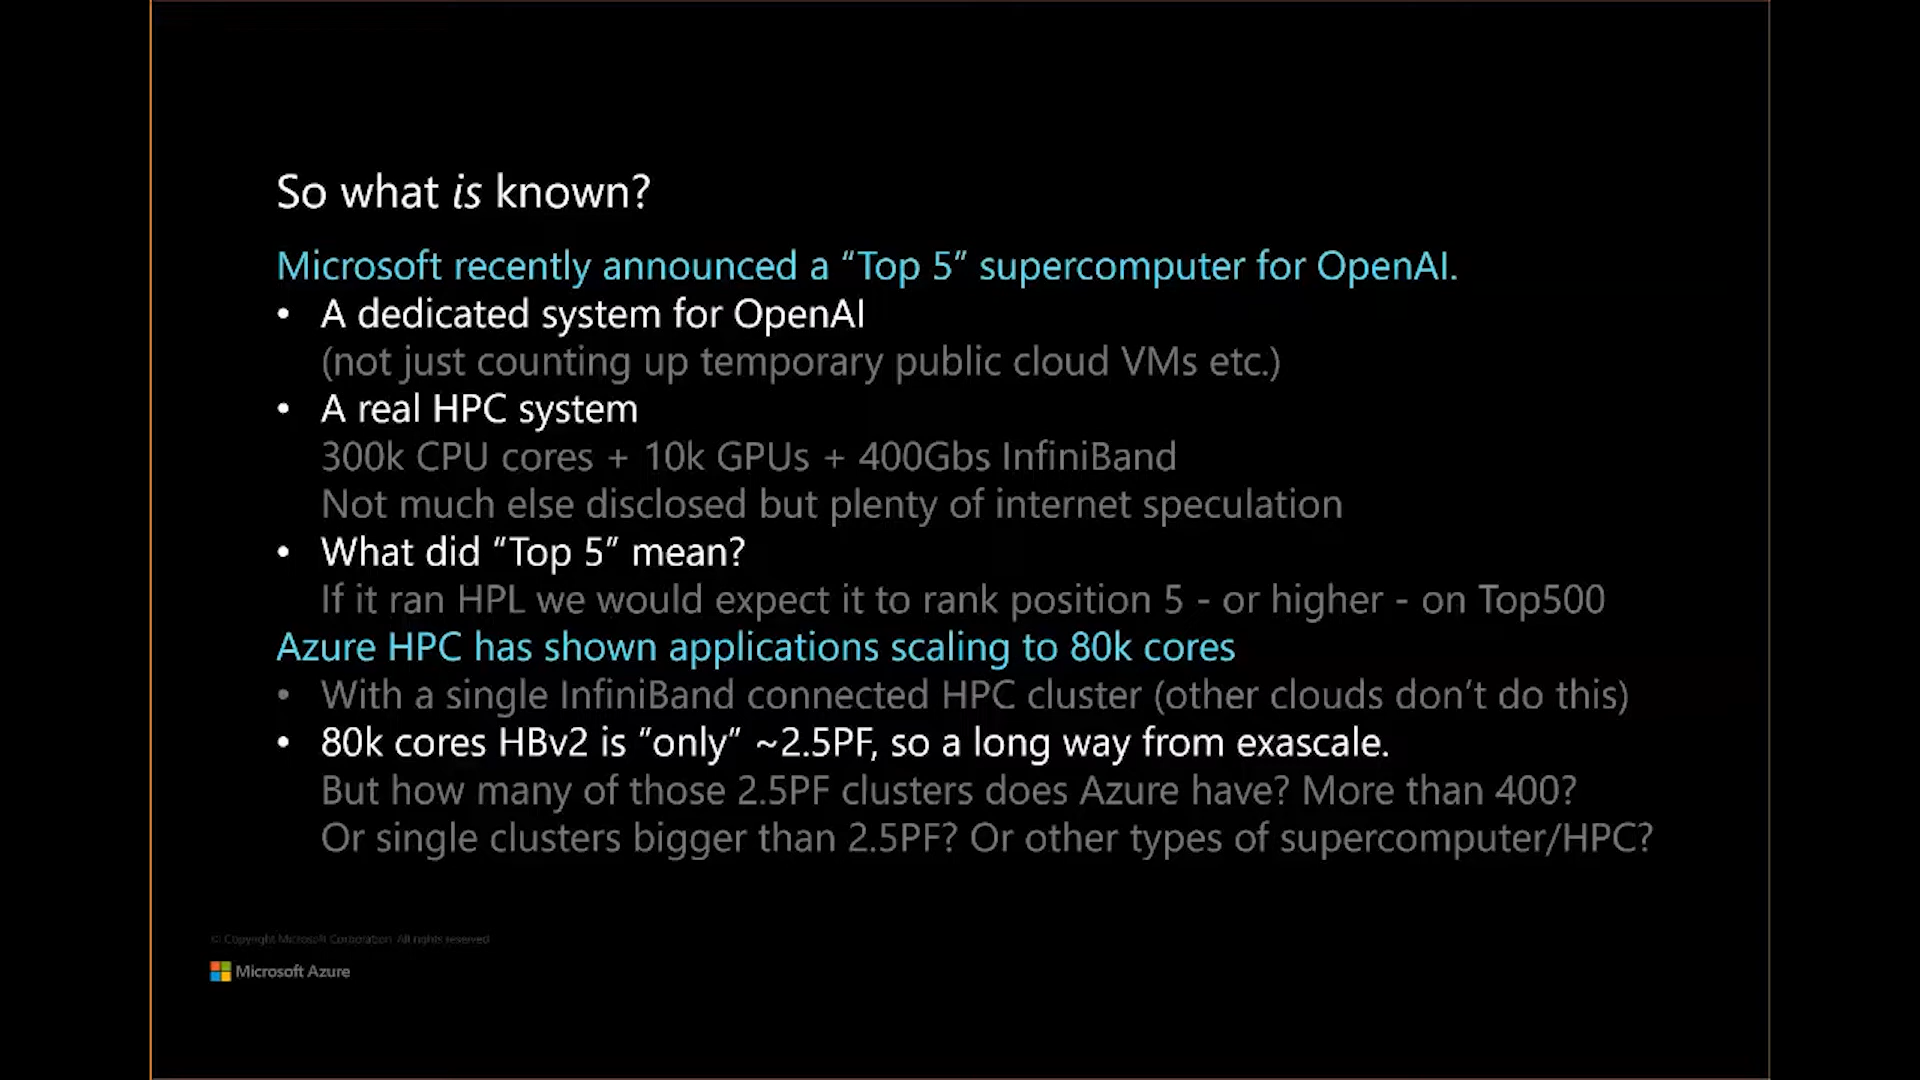 So what is known?
Microsoft recently announced a “Top 5” supercomputer for OpenAI.
• A dedicated system for OpenAI
(not just counting up temporary public cloud VMs etc.)
• A real HPC system
300k CPU cores + 10k GPUs + 400Gbs InfiniBand
Not much else disclosed but plenty of internet speculation
• What did “Top 5” mean?
If it ran HPL we would expect it to rank position 5 - or higher - on Top500
Azure HPC has shown applications scaling to 80k cores
• With a single InfiniBand connected HPC cluster (other clouds don’t do this)
• 80k cores HBv2 is “only” ~2.5PF, so a long way from exascale.
But how many of those 2.5PF clusters does Azure have? More than 400?
Or single clusters bigger than 2.5PF? Or other types of supercomputer/HPC?
© Copyright Microsoft Corporation. All rights reserved
Microsoft Azure